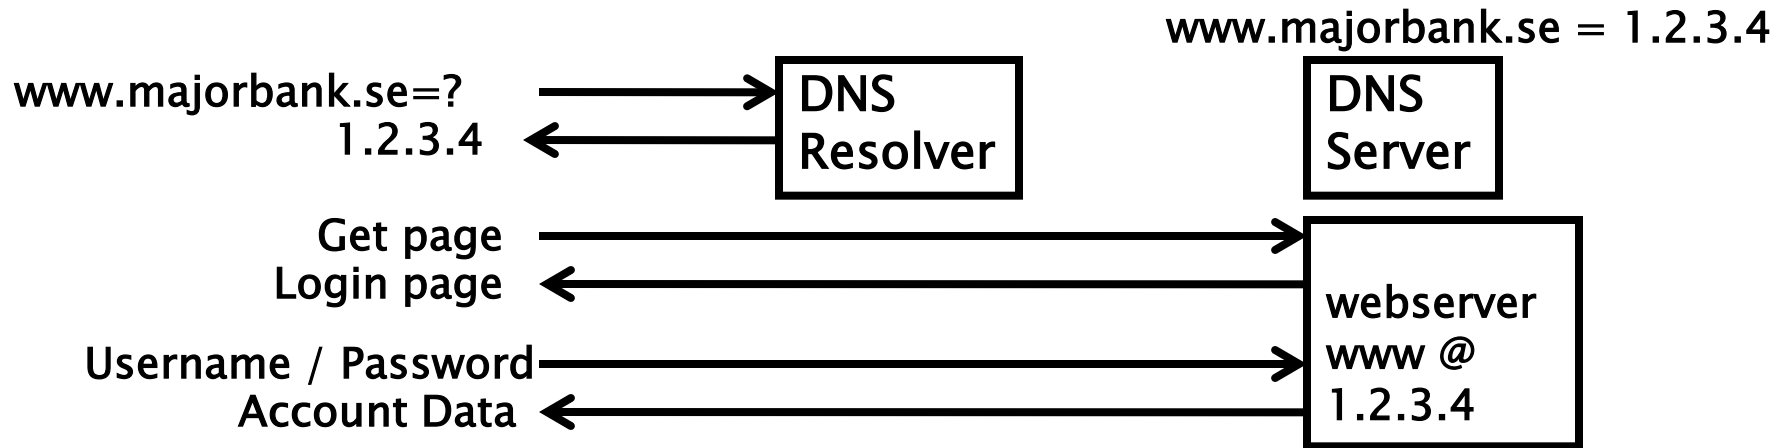 www.majorbank.se = 1.2.3.4
www.majorbank.se=?
1.2.3.4
DNS
Resolver
DNS
Server
Get page
Login page
Username / Password
Account Data
webserver
www @
1.2.3.4